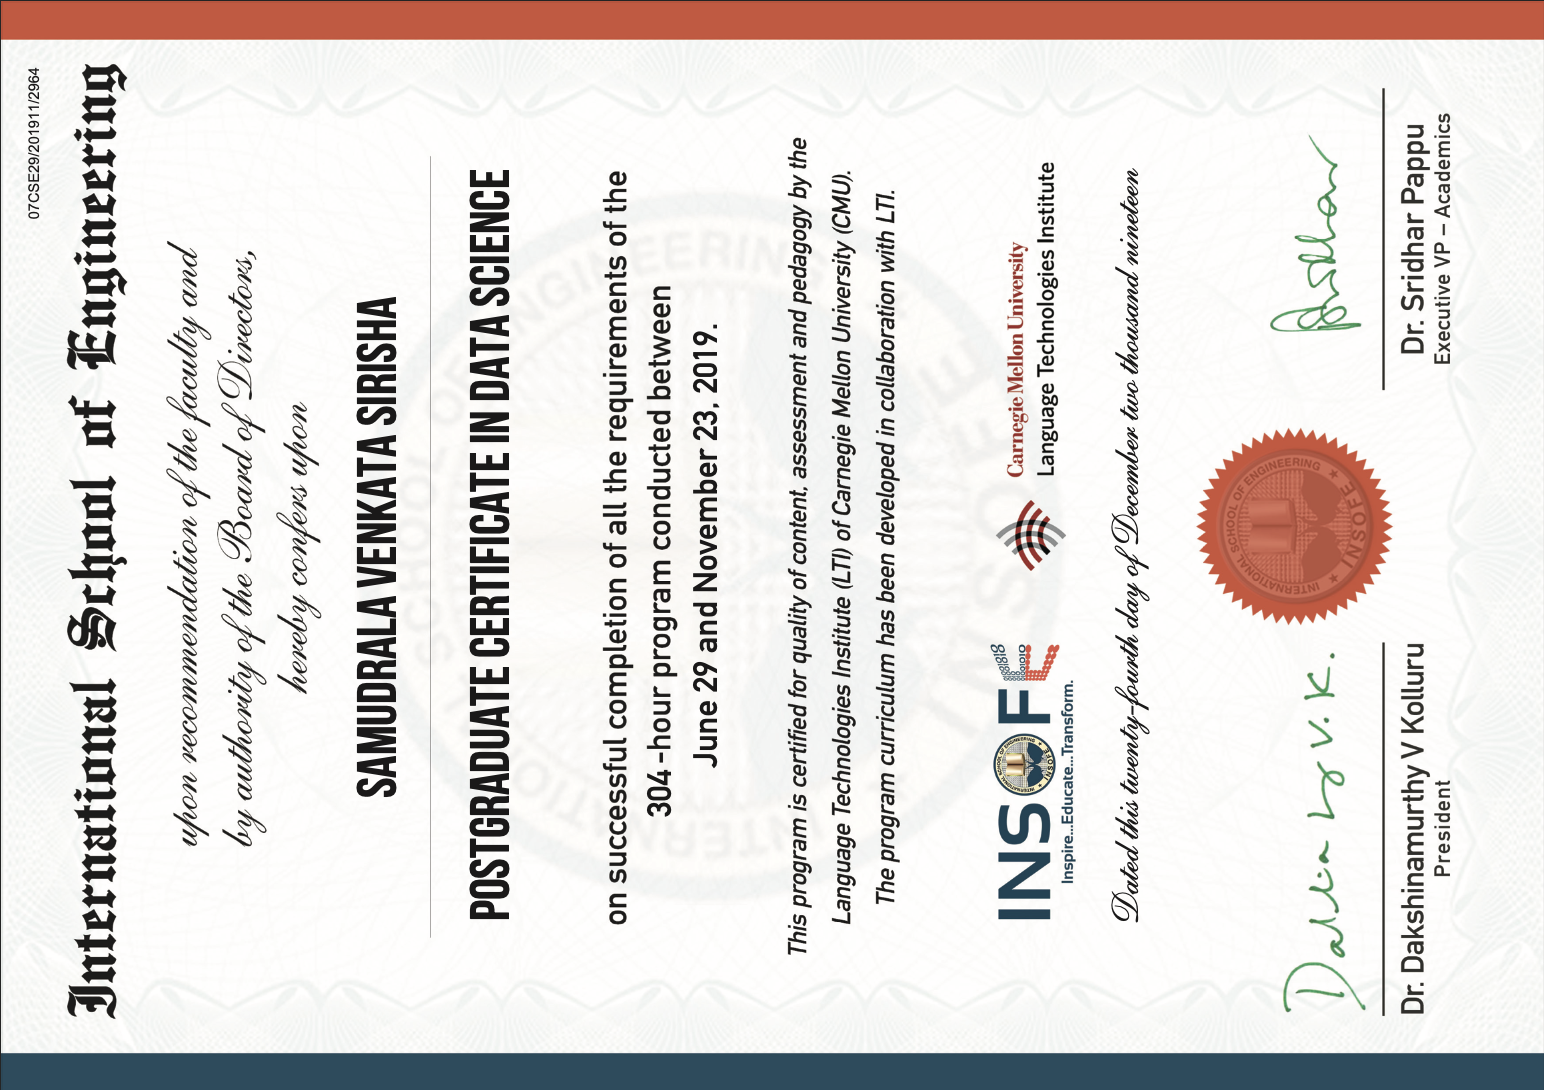 07CSE29/201911/2964
International School of Engineering
upon recommendation of the faculty and
by authority of the Board of Directors,
hereby confers upon
SAMUDRALA VENKATA SIRISHA
POSTGRADUATE CERTIFICATE IN DATA SCIENCE
on successful completion of all the requirements of the
304 -hour program conducted between
June 29 and November 23, 2019.
This program is certified for quality of content, assessment and pedagogy by the
Language Technologies Institute (LTI) of Carnegie Mellon University (CMU).
The program curriculum has been developed in collaboration with LTI.
INSOFE
Inspire...Educate...Transform.
Carnegie Mellon University
Language Technologies Institute
Dated this twenty-fourth day of December two thousand nineteen
INTERNATIONAL SCHOOL OF ENGINEERING
INSOFE
Dr. Dakshinamurthy V Kolluru
President
Dr. Sridhar Pappu
Executive VP – Academics